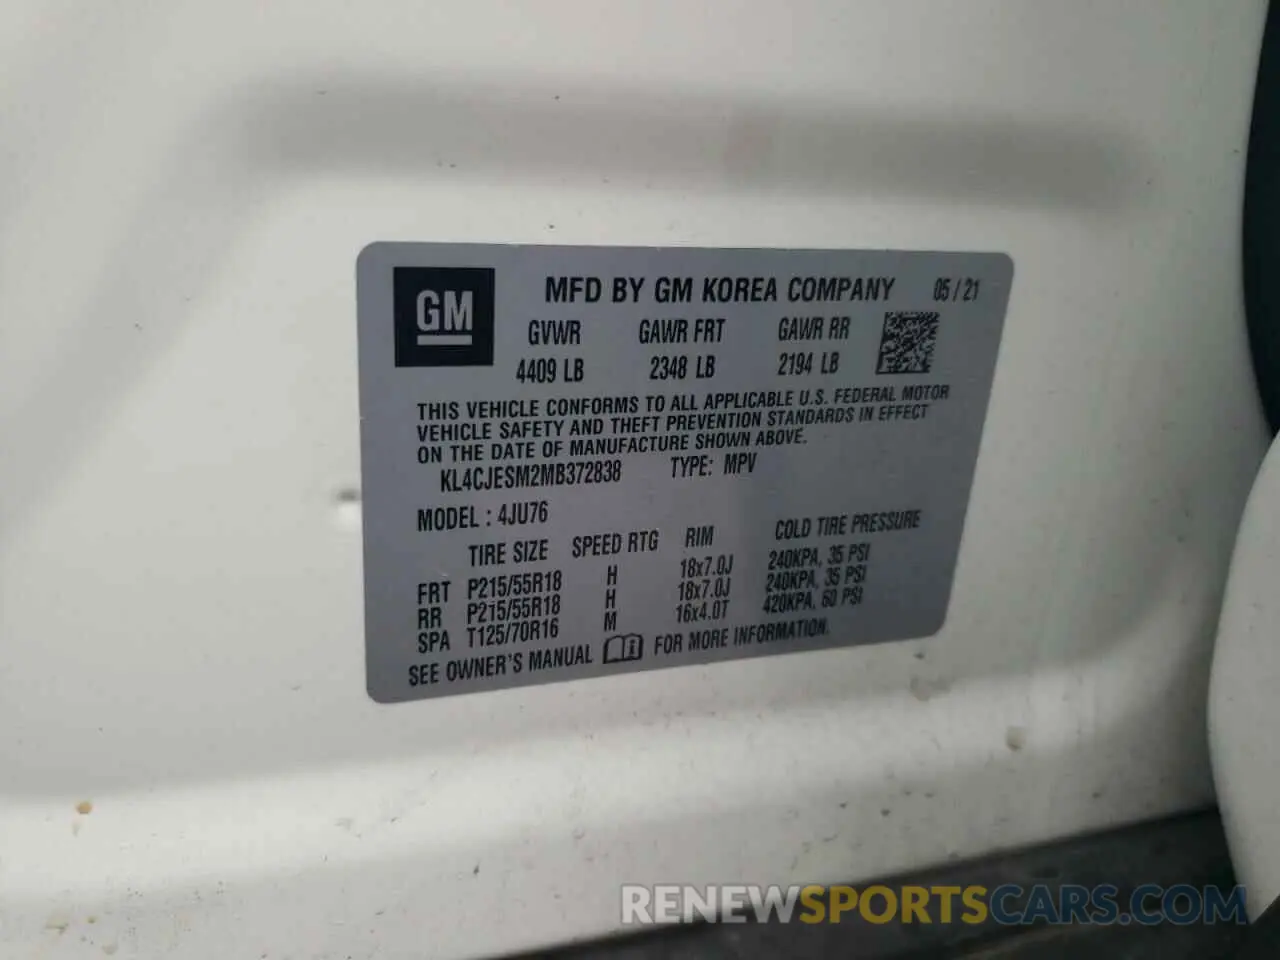 GM
MFD BY GM KOREA COMPANY 05/21
GVWR GAWR FRT GAWR RR
4409 LB 2348 LB 2194 LB
THIS VEHICLE CONFORMS TO ALL APPLICABLE U.S. FEDERAL MOTOR
VEHICLE SAFETY AND THEFT PREVENTION STANDARDS IN EFFECT
ON THE DATE OF MANUFACTURE SHOWN ABOVE.
KL4CJESM2MB372838 TYPE: MPV
MODEL : 4JU76
TIRE SIZE SPEED RTG RIM COLD TIRE PRESSURE
FRT P215/55R18 H 18x7.0J 240KPA, 35 PSI
RR P215/55R18 H 18x7.0J 240KPA, 35 PSI
SPA T125/70R16 M 16x4.0T 420KPA, 60 PSI
SEE OWNER'S MANUAL FOR MORE INFORMATION.
RENEWSPORTSCARS.COM